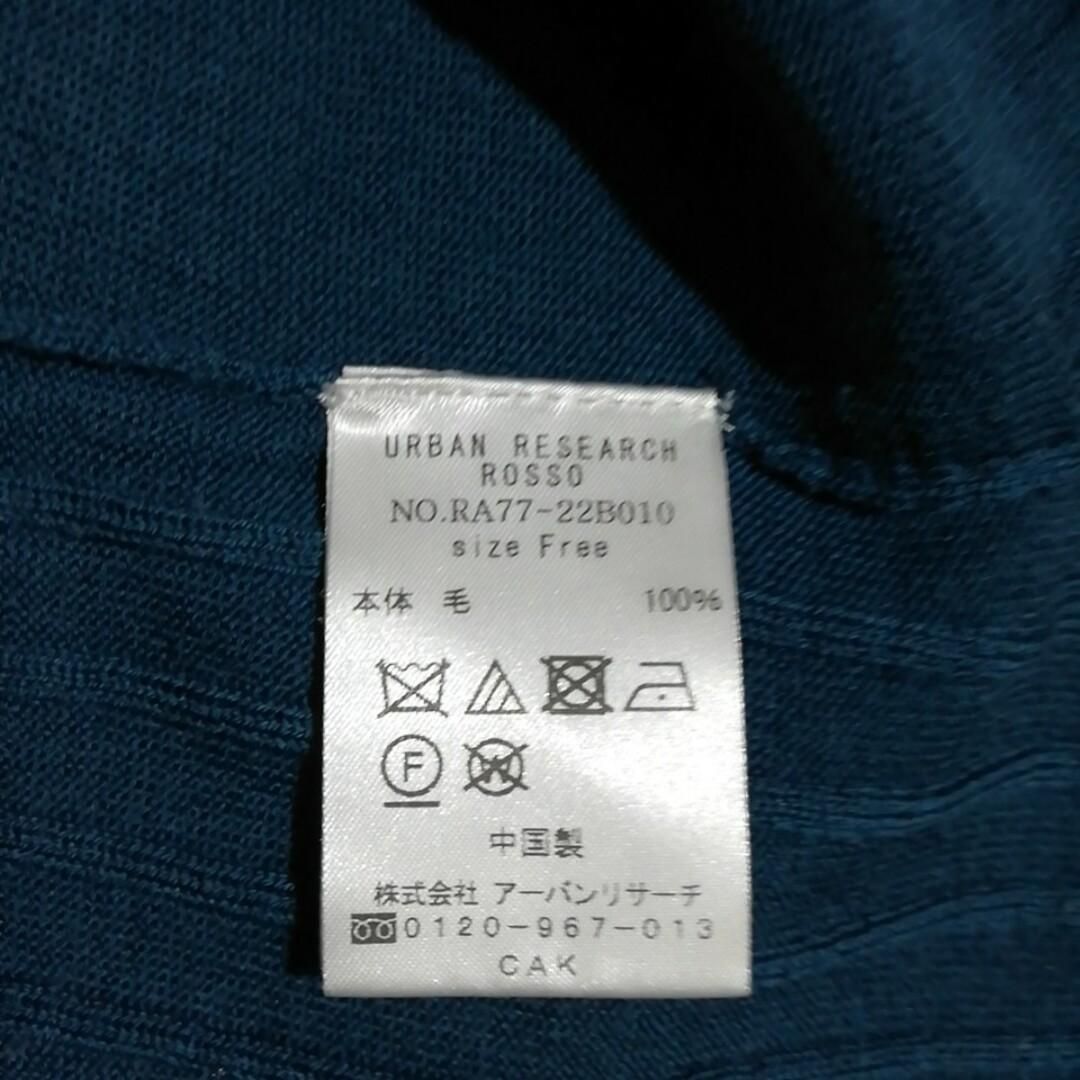 URBAN RESEARCH
ROSSO
NO.RA77-22B010
size Free
本体 毛 100%
F W
中国製
株式会社 アーバンリサーチ
0120-967-013
CAK